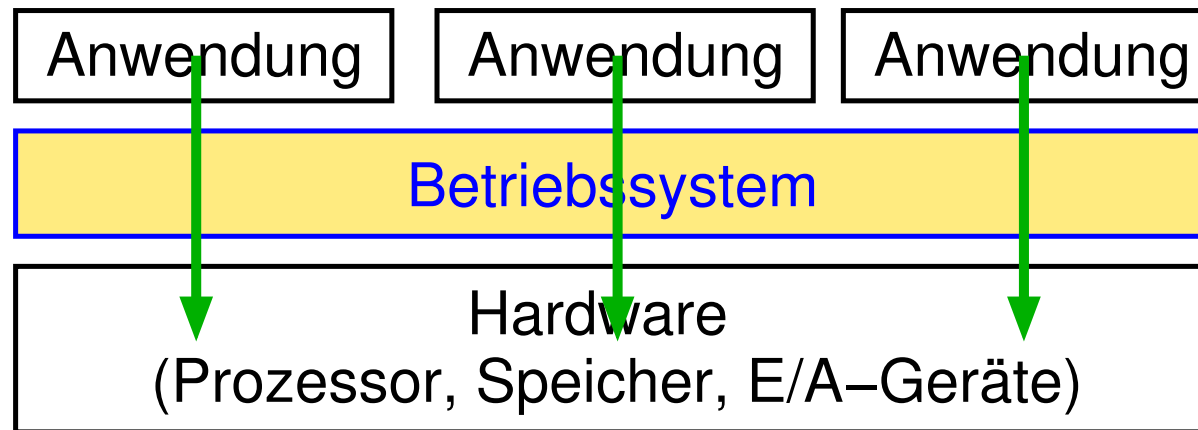 Anwendung Anwendung Anwendung
Betriebssystem
Hardware
(Prozessor, Speicher, E/A−Geräte)